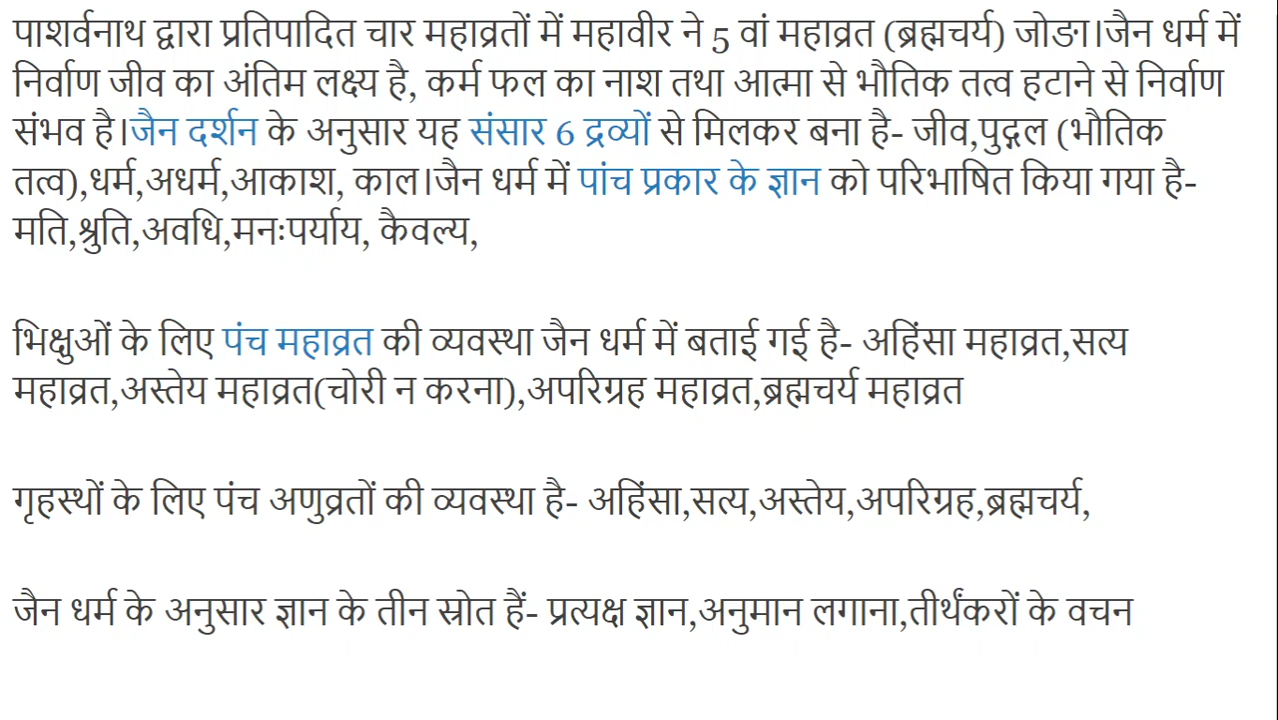 पाशर्वनाथ द्वारा प्रतिपादित चार महाव्रतों में महावीर ने 5 वां महाव्रत (ब्रह्मचर्य) जोङा।जैन धर्म में
निर्वाण जीव का अंतिम लक्ष्य है, कर्म फल का नाश तथा आत्मा से भौतिक तत्व हटाने से निर्वाण
संभव है।जैन दर्शन के अनुसार यह संसार 6 द्रव्यों से मिलकर बना है- जीव,पुद्गल (भौतिक
तत्व),धर्म,अधर्म,आकाश, काल।जैन धर्म में पांच प्रकार के ज्ञान को परिभाषित किया गया है-
मति,श्रुति,अवधि,मनःपर्याय, कैवल्य,
भिक्षुओं के लिए पंच महाव्रत की व्यवस्था जैन धर्म में बताई गई है- अहिंसा महाव्रत,सत्य
महाव्रत,अस्तेय महाव्रत(चोरी न करना),अपरिग्रह महाव्रत,ब्रह्मचर्य महाव्रत
गृहस्थों के लिए पंच अणुव्रतों की व्यवस्था है- अहिंसा,सत्य,अस्तेय,अपरिग्रह,ब्रह्मचर्य,
जैन धर्म के अनुसार ज्ञान के तीन स्रोत हैं- प्रत्यक्ष ज्ञान,अनुमान लगाना,तीर्थंकरों के वचन